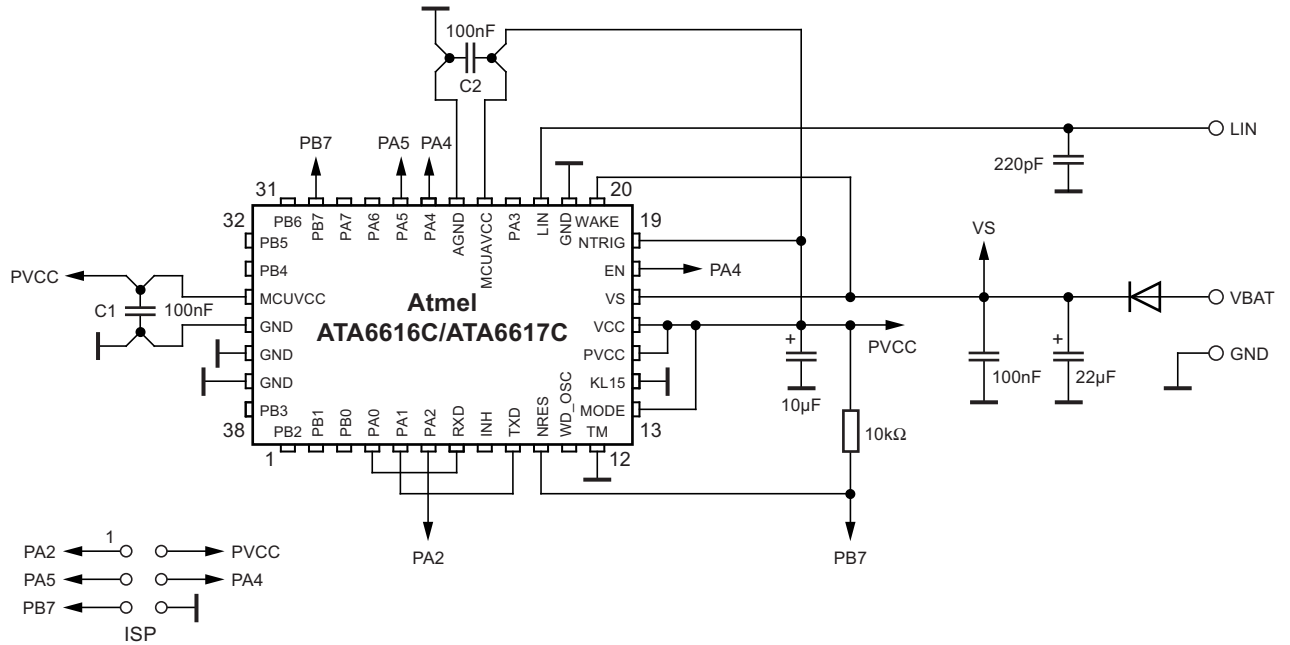 100nF
C2
LIN
220pF
PB7
PA5
PA4
31
20
32
19
PB6
PB7
PA7
PA6
PA5
PA4
AGND
MCUAVCC
PA3
LIN
GND
WAKE
PB5
NTRIG
PB4
EN
PA4
VS
PVCC
C1
100nF
MCUVCC
VS
VBAT
Atmel
ATA6616C/ATA6617C
GND
VCC
PVCC
GND
PVCC
GND
GND
KL15
+
10µF
100nF
+
22µF
PB3
MODE
38
13
PB2
PB1
PB0
PA0
PA1
PA2
RXD
INH
TXD
NRES
WD_OSC
TM
10kΩ
1
12
PA2
PB7
1
PA2
PVCC
PA5
PA4
PB7
ISP